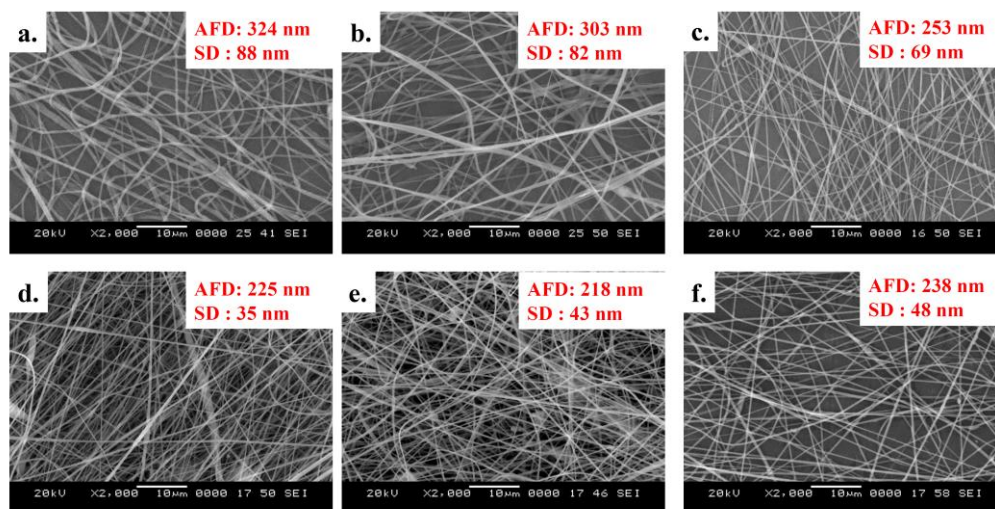 a.
AFD: 324 nm
SD : 88 nm
20kV X2,000 10µm 0000 25 41 SEI
b.
AFD: 303 nm
SD : 82 nm
20kV X2,000 10µm 0000 25 50 SEI
c.
AFD: 253 nm
SD : 69 nm
20kV X2,000 10µm 0000 16 50 SEI
d.
AFD: 225 nm
SD : 35 nm
20kV X2,000 10µm 0000 17 50 SEI
e.
AFD: 218 nm
SD : 43 nm
20kV X2,000 10µm 0000 17 46 SEI
f.
AFD: 238 nm
SD : 48 nm
20kV X2,000 10µm 0000 17 58 SEI